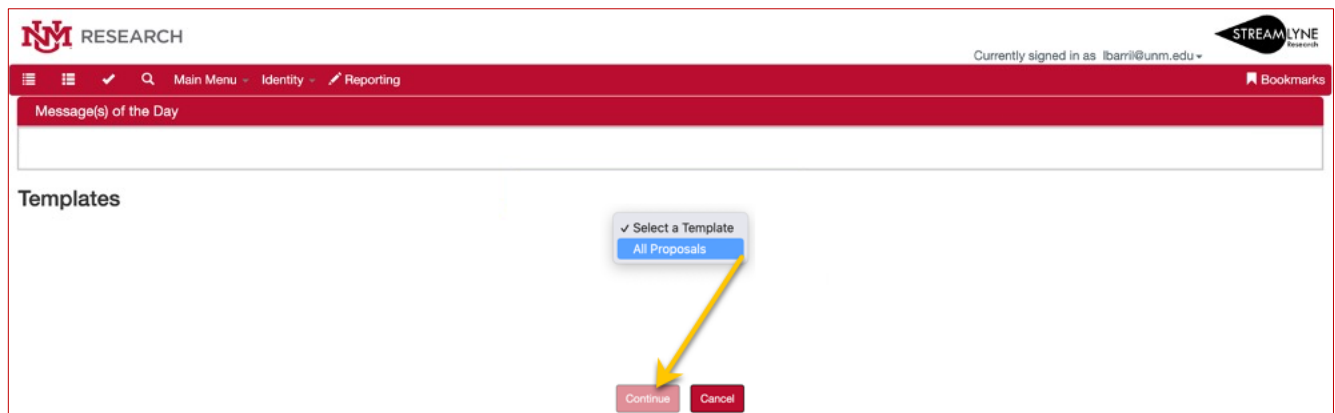 UNM RESEARCH
STREAMLYNE
Research
Currently signed in as lbarril@unm.edu
Main Menu Identity Reporting Bookmarks
Message(s) of the Day
Templates
✓ Select a Template
All Proposals
Continue Cancel